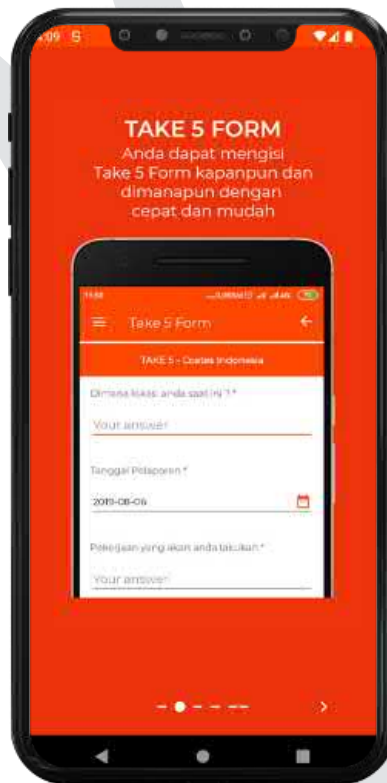 :09
TAKE 5 FORM
Anda dapat mengisi
Take 5 Form kapanpun dan
dimanapun dengan
cepat dan mudah
Take 5 Form
TAKE 5 - Coates Indonesia
Dimana lokasi anda saat ini ? *
Your answer
Tanggal Pelaporan *
2019-08-06
Pekerjaan yang akan anda lakukan *
Your answer